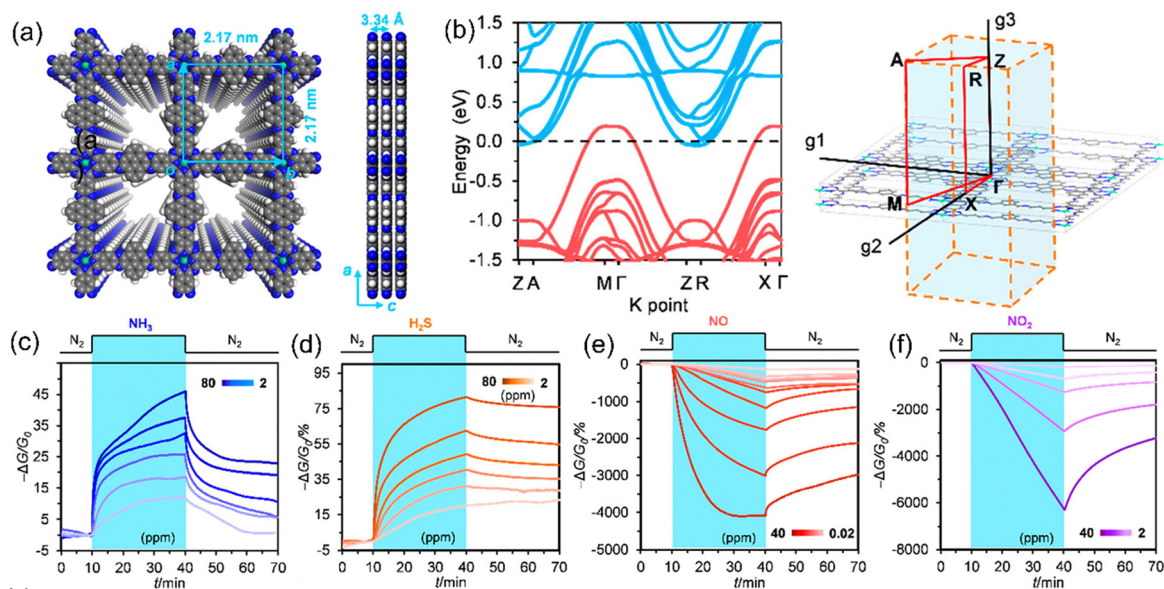 (a)
2.17 nm
2.17 nm
a
o
b
(a
)
3.34 Å
a
c
(b)
1.5
1.0
0.5
0.0
-0.5
-1.0
-1.5
Energy (eV)
Z A M Γ Z R X Γ
K point
g3
A
Z
R
g1
Γ
M
X
g2
(c)
NH3
N2
N2
80 2
45
35
25
15
5
-5
−ΔG/G0/%
(ppm)
0 10 20 30 40 50 60 70
t/min
(d)
H2S
N2
N2
80 2
(ppm)
95
75
55
35
15
-5
−ΔG/G0/%
(ppm)
0 10 20 30 40 50 60 70
t/min
(e)
NO
N2
N2
0
-1000
-2000
-3000
-4000
-5000
−ΔG/G0/%
(ppm)
40 0.02
0 10 20 30 40 50 60 70
t/min
(f)
NO2
N2
N2
0
-2000
-4000
-6000
-8000
−ΔG/G0/%
(ppm)
40 2
0 10 20 30 40 50 60 70
t/min